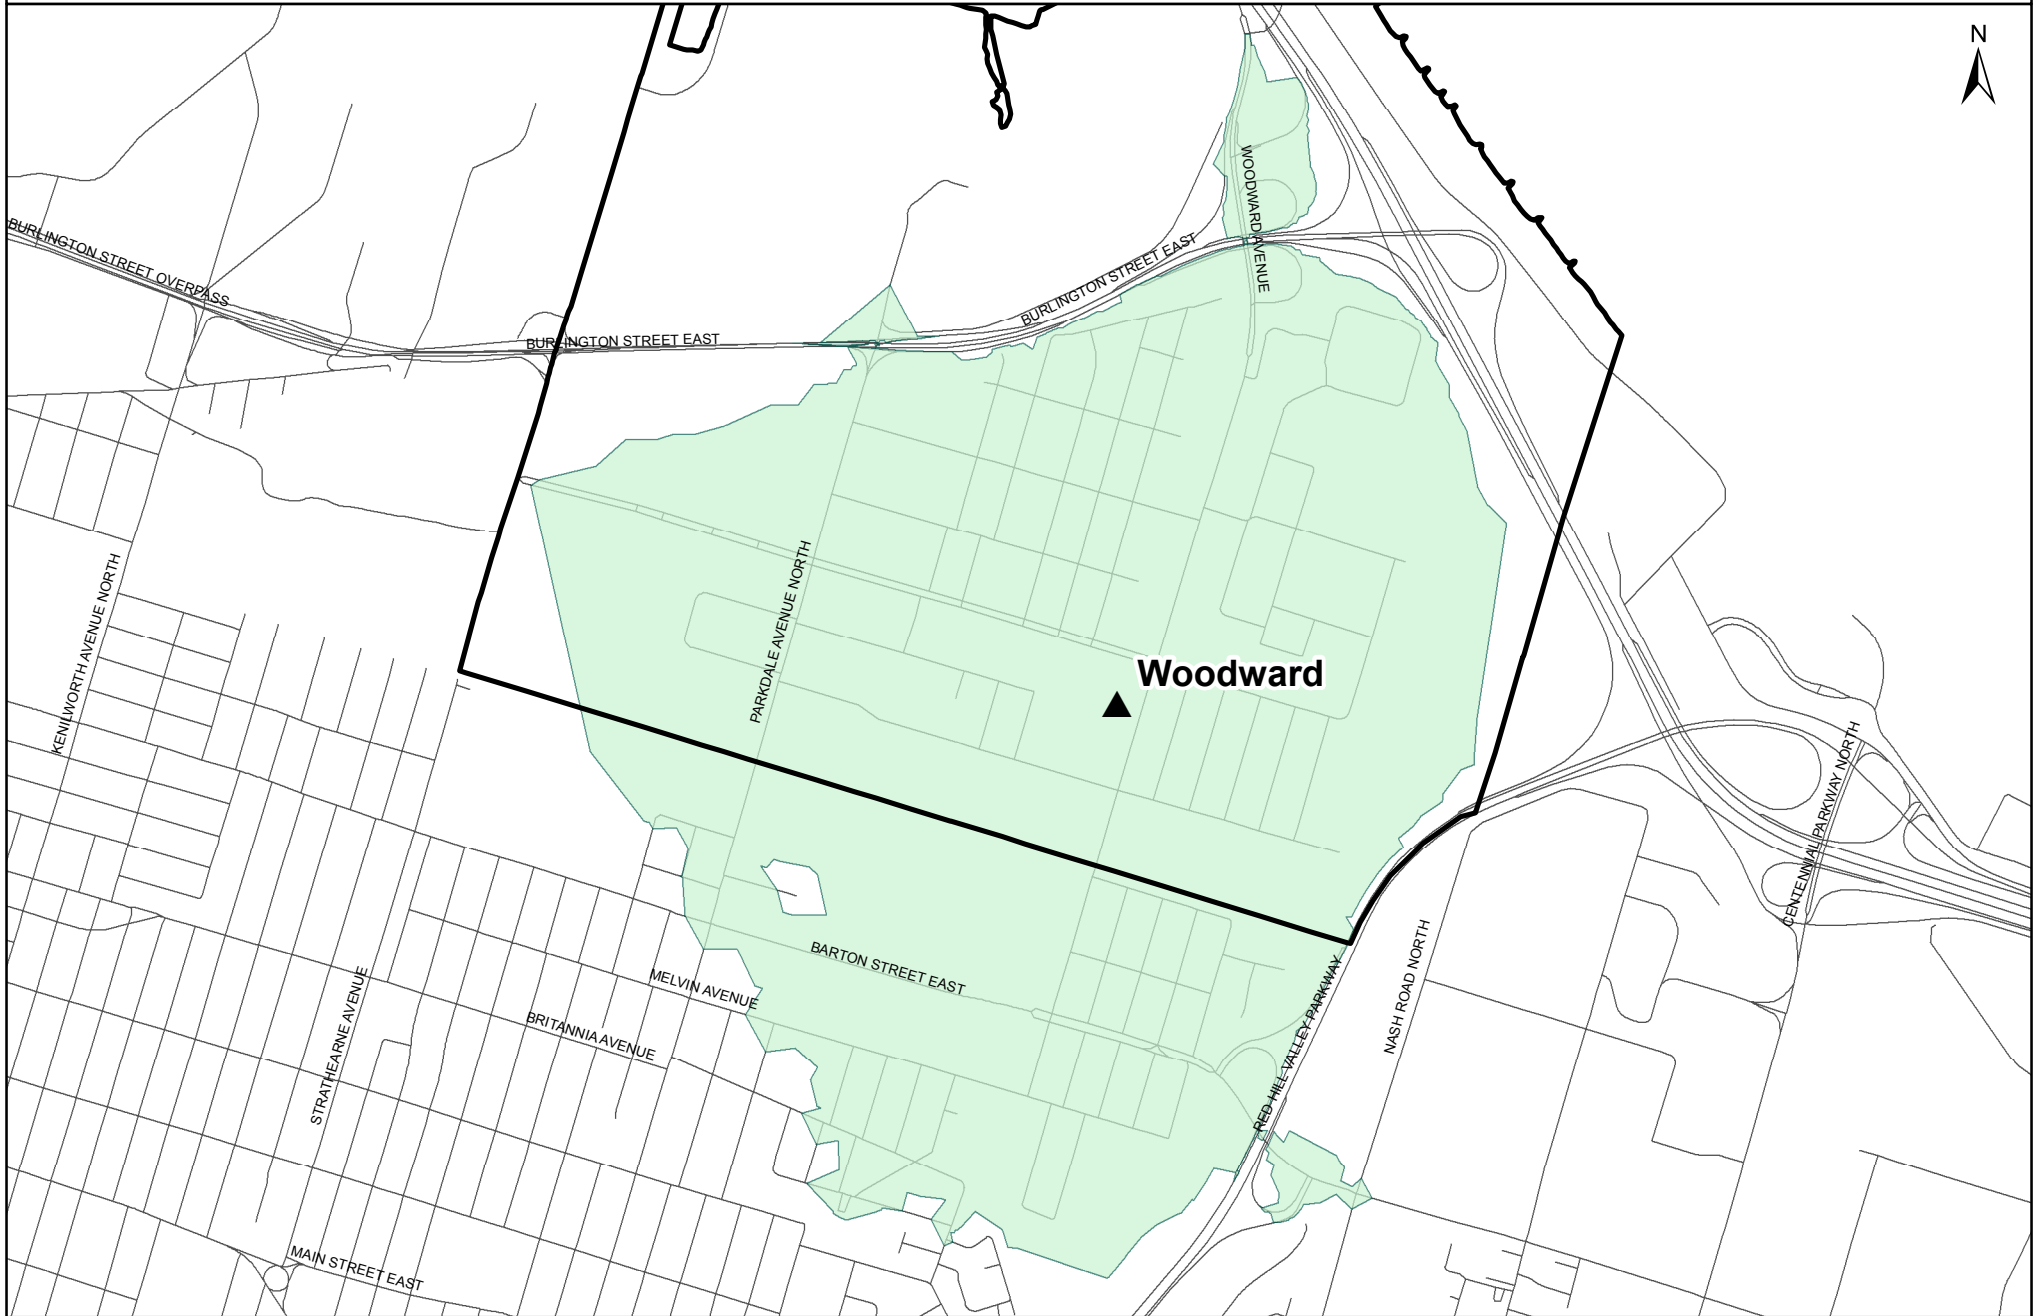 N
WOODWARD AVENUE
BURLINGTON STREET OVERPASS
BURLINGTON STREET EAST
BURLINGTON STREET EAST
KENILWORTH AVENUE NORTH
PARKDALE AVENUE NORTH
Woodward
CENTENNIAL PARKWAY NORTH
STRATHEARNE AVENUE
MELVIN AVENUE
BARTON STREET EAST
BRITANNIA AVENUE
RED HILL VALLEY PARKWAY
NASH ROAD NORTH
MAIN STREET EAST